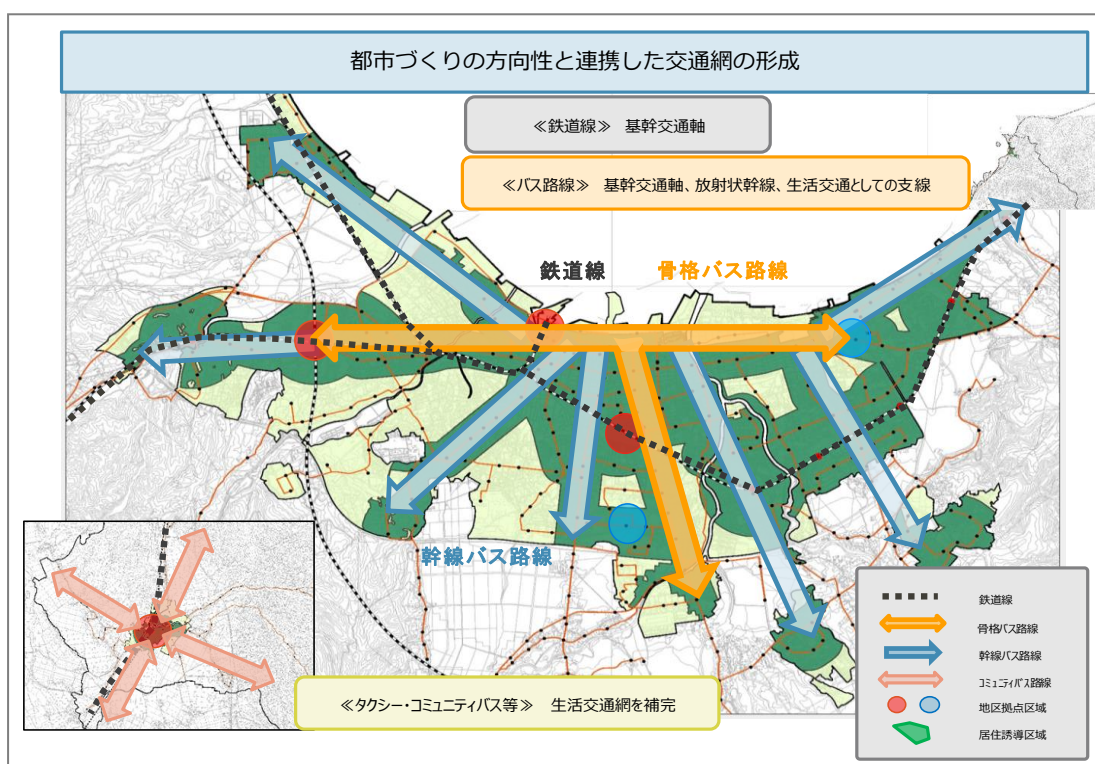 都市づくりの方向性と連携した交通網の形成
≪鉄道線≫ 基幹交通軸
≪バス路線≫ 基幹交通軸、放射状幹線、生活交通としての支線
鉄道線
骨格バス路線
幹線バス路線
≪タクシー・コミュニティバス等≫ 生活交通網を補完
鉄道線
骨格バス路線
幹線バス路線
コミュニティバス路線
地区拠点区域
居住誘導区域